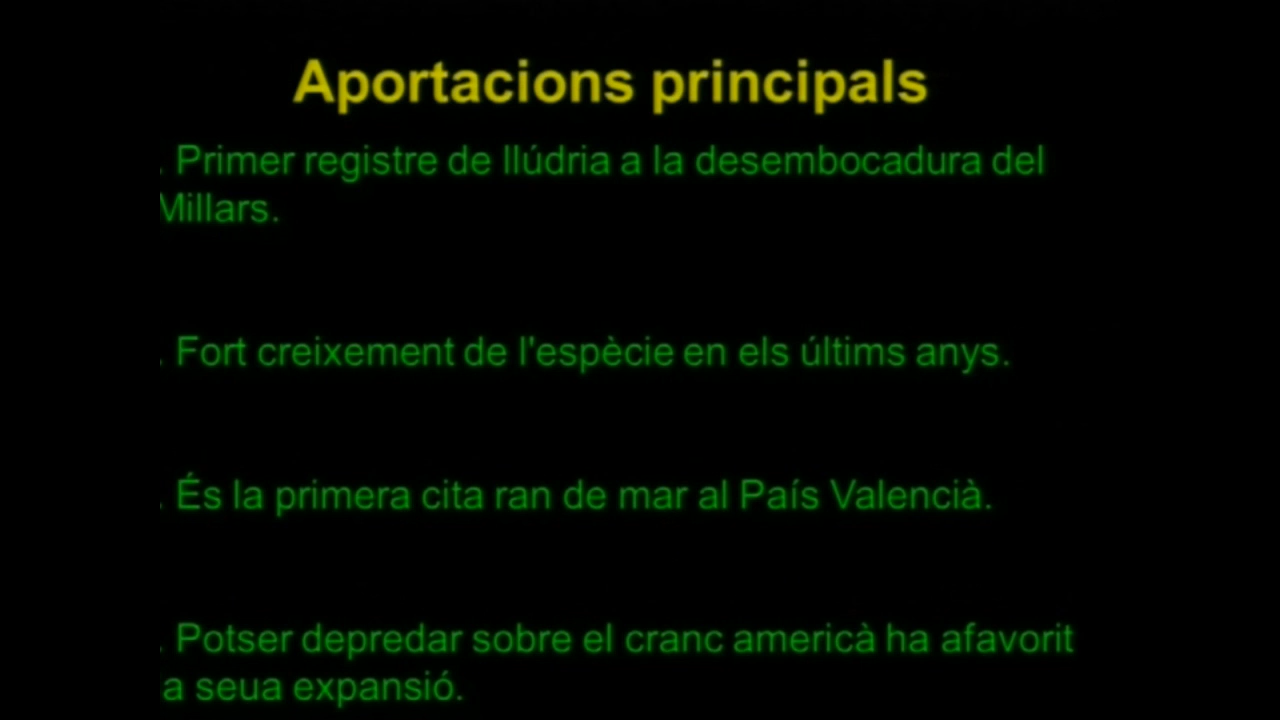 Aportacions principals
. Primer registre de llúdria a la desembocadura del
Millars.
. Fort creixement de l'espècie en els últims anys.
. És la primera cita ran de mar al País Valencià.
. Potser depredar sobre el cranc americà ha afavorit
a seua expansió.